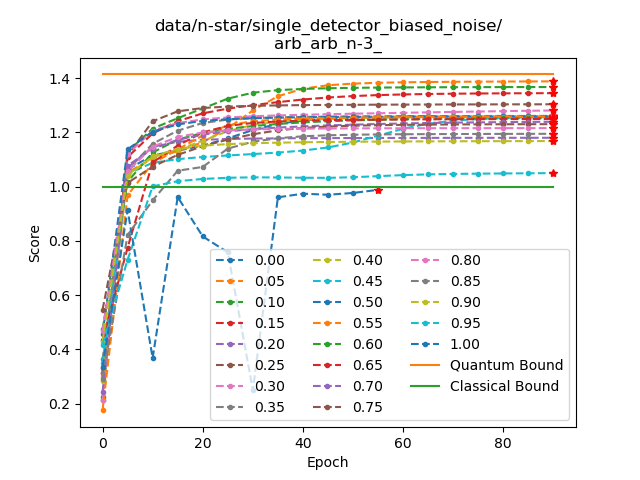 data/n-star/single_detector_biased_noise/
arb_arb_n-3_
Score
1.4
1.2
1.0
0.8
0.6
0.4
0.2
0.00 0.40 0.80
0.05 0.45 0.85
0.10 0.50 0.90
0.15 0.55 0.95
0.20 0.60 1.00
0.25 0.65 Quantum Bound
0.30 0.70 Classical Bound
0.35 0.75
0 20 40 60 80
Epoch